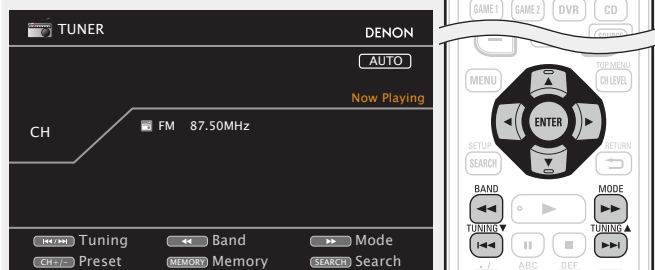 TUNER
DENON
AUTO
Now Playing
CH
FM 87.50MHz
Tuning
Band
Mode
CH+/- Preset
MEMORY Memory
SEARCH Search
GAME1 GAME2 DVR CD
SOURCE
TOP MENU
MENU
CH LEVEL
ENTER
SETUP
RETURN
SEARCH
BAND
MODE
TUNING▼
TUNING▲
./
ABC
DEF